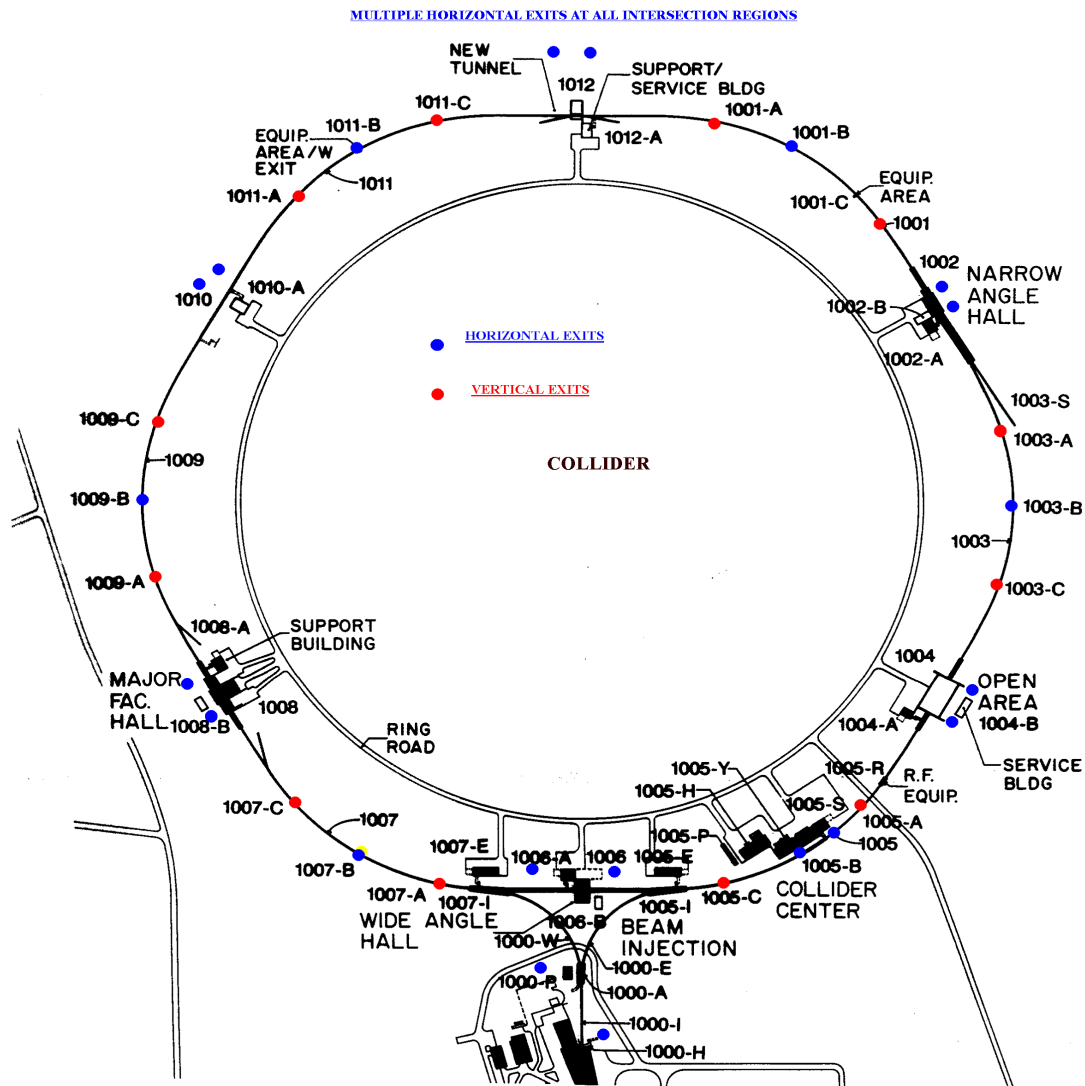 MULTIPLE HORIZONTAL EXITS AT ALL INTERSECTION REGIONS
NEW
TUNNEL
1012
SUPPORT/
SERVICE BLDG
1011-C
1001-A
1011-B
EQUIP.
AREA/W
EXIT
1012-A
1001-B
1011
1011-A
EQUIP.
AREA
1001-C
1001
1002
NARROW
ANGLE
HALL
1010
1010-A
1002-B
1002-A
HORIZONTAL EXITS
VERTICAL EXITS
COLLIDER
1003-S
1003-A
1009-C
1009
1009-B
1003-B
1003
1009-A
1003-C
1008-A
SUPPORT
BUILDING
1004
MAJOR
FAC.
HALL
1008-B
1008
OPEN
AREA
1004-A
1004-B
RING
ROAD
SERVICE
BLDG
1005-Y
1005-R
1005-H
R.F.
EQUIP.
1007-C
1005-S
1005-A
1007
1005-P
1005
1007-E
1006-A
1006
1005-E
1007-B
1005-B
1007-A
1007-I
1005-I
1005-C
COLLIDER
CENTER
WIDE ANGLE
HALL
1006-B
BEAM
INJECTION
1000-W
1000-E
1000-P
1000-A
1000-I
1000-H